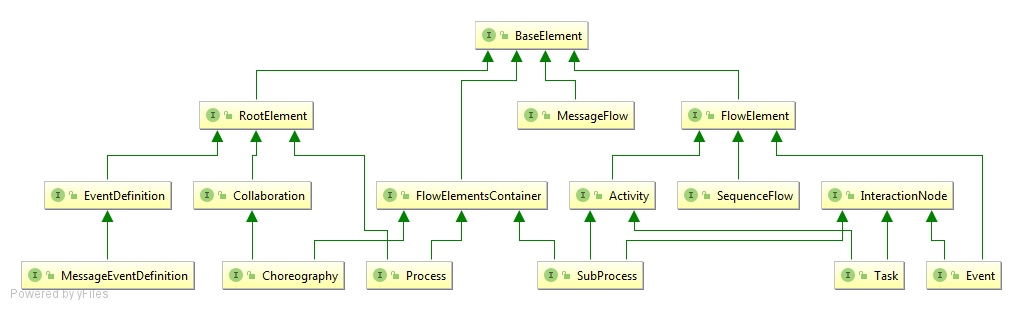 BaseElement
RootElement
MessageFlow
FlowElement
EventDefinition
Collaboration
FlowElementsContainer
Activity
SequenceFlow
InteractionNode
MessageEventDefinition
Choreography
Process
SubProcess
Task
Event
Powered by yFiles